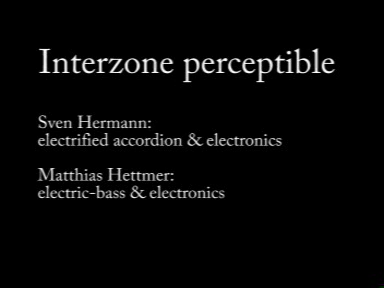 Interzone perceptible
Sven Hermann:
electrified accordion & electronics
Matthias Hettmer:
electric-bass & electronics